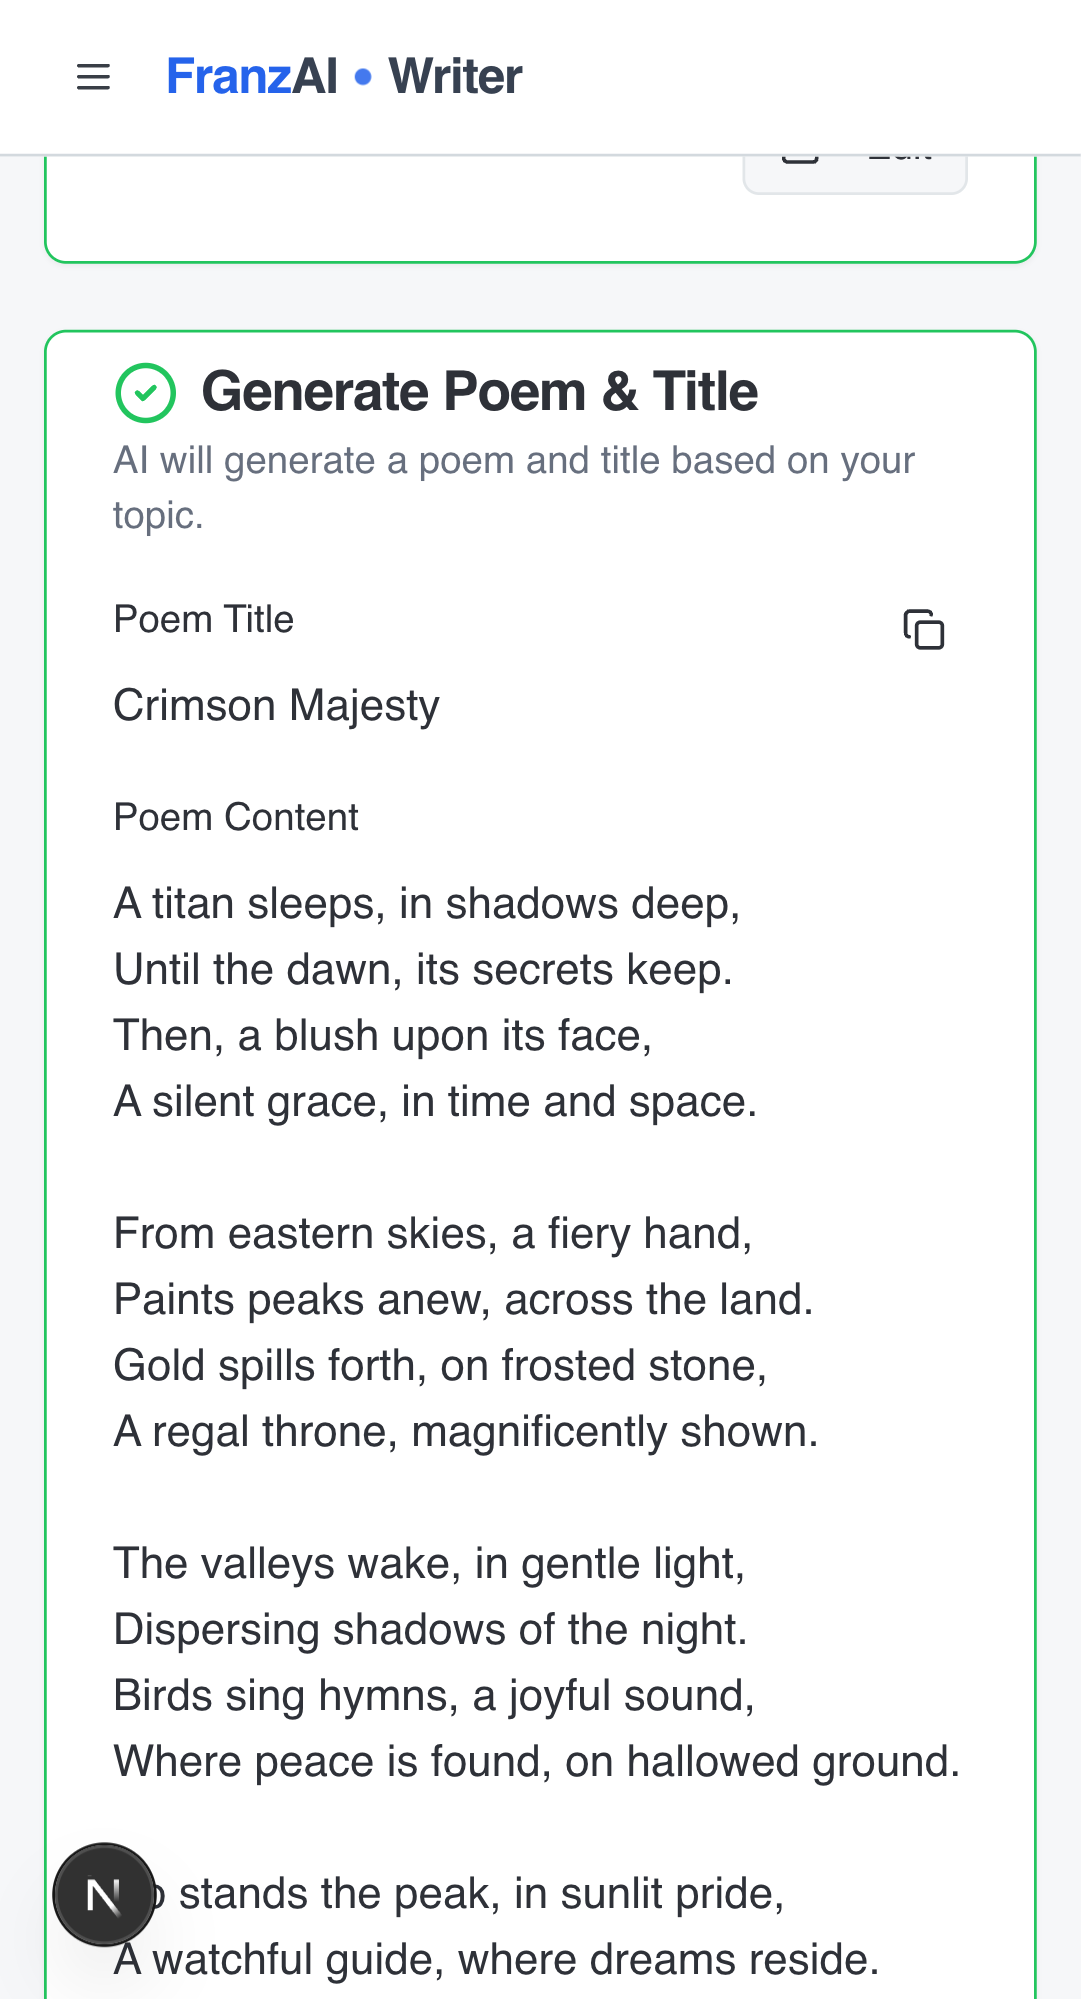 FranzAI • Writer
Generate Poem & Title
AI will generate a poem and title based on your
topic.
Poem Title
Crimson Majesty
Poem Content
A titan sleeps, in shadows deep,
Until the dawn, its secrets keep.
Then, a blush upon its face,
A silent grace, in time and space.
From eastern skies, a fiery hand,
Paints peaks anew, across the land.
Gold spills forth, on frosted stone,
A regal throne, magnificently shown.
The valleys wake, in gentle light,
Dispersing shadows of the night.
Birds sing hymns, a joyful sound,
Where peace is found, on hallowed ground.
N
stands the peak, in sunlit pride,
A watchful guide, where dreams reside.